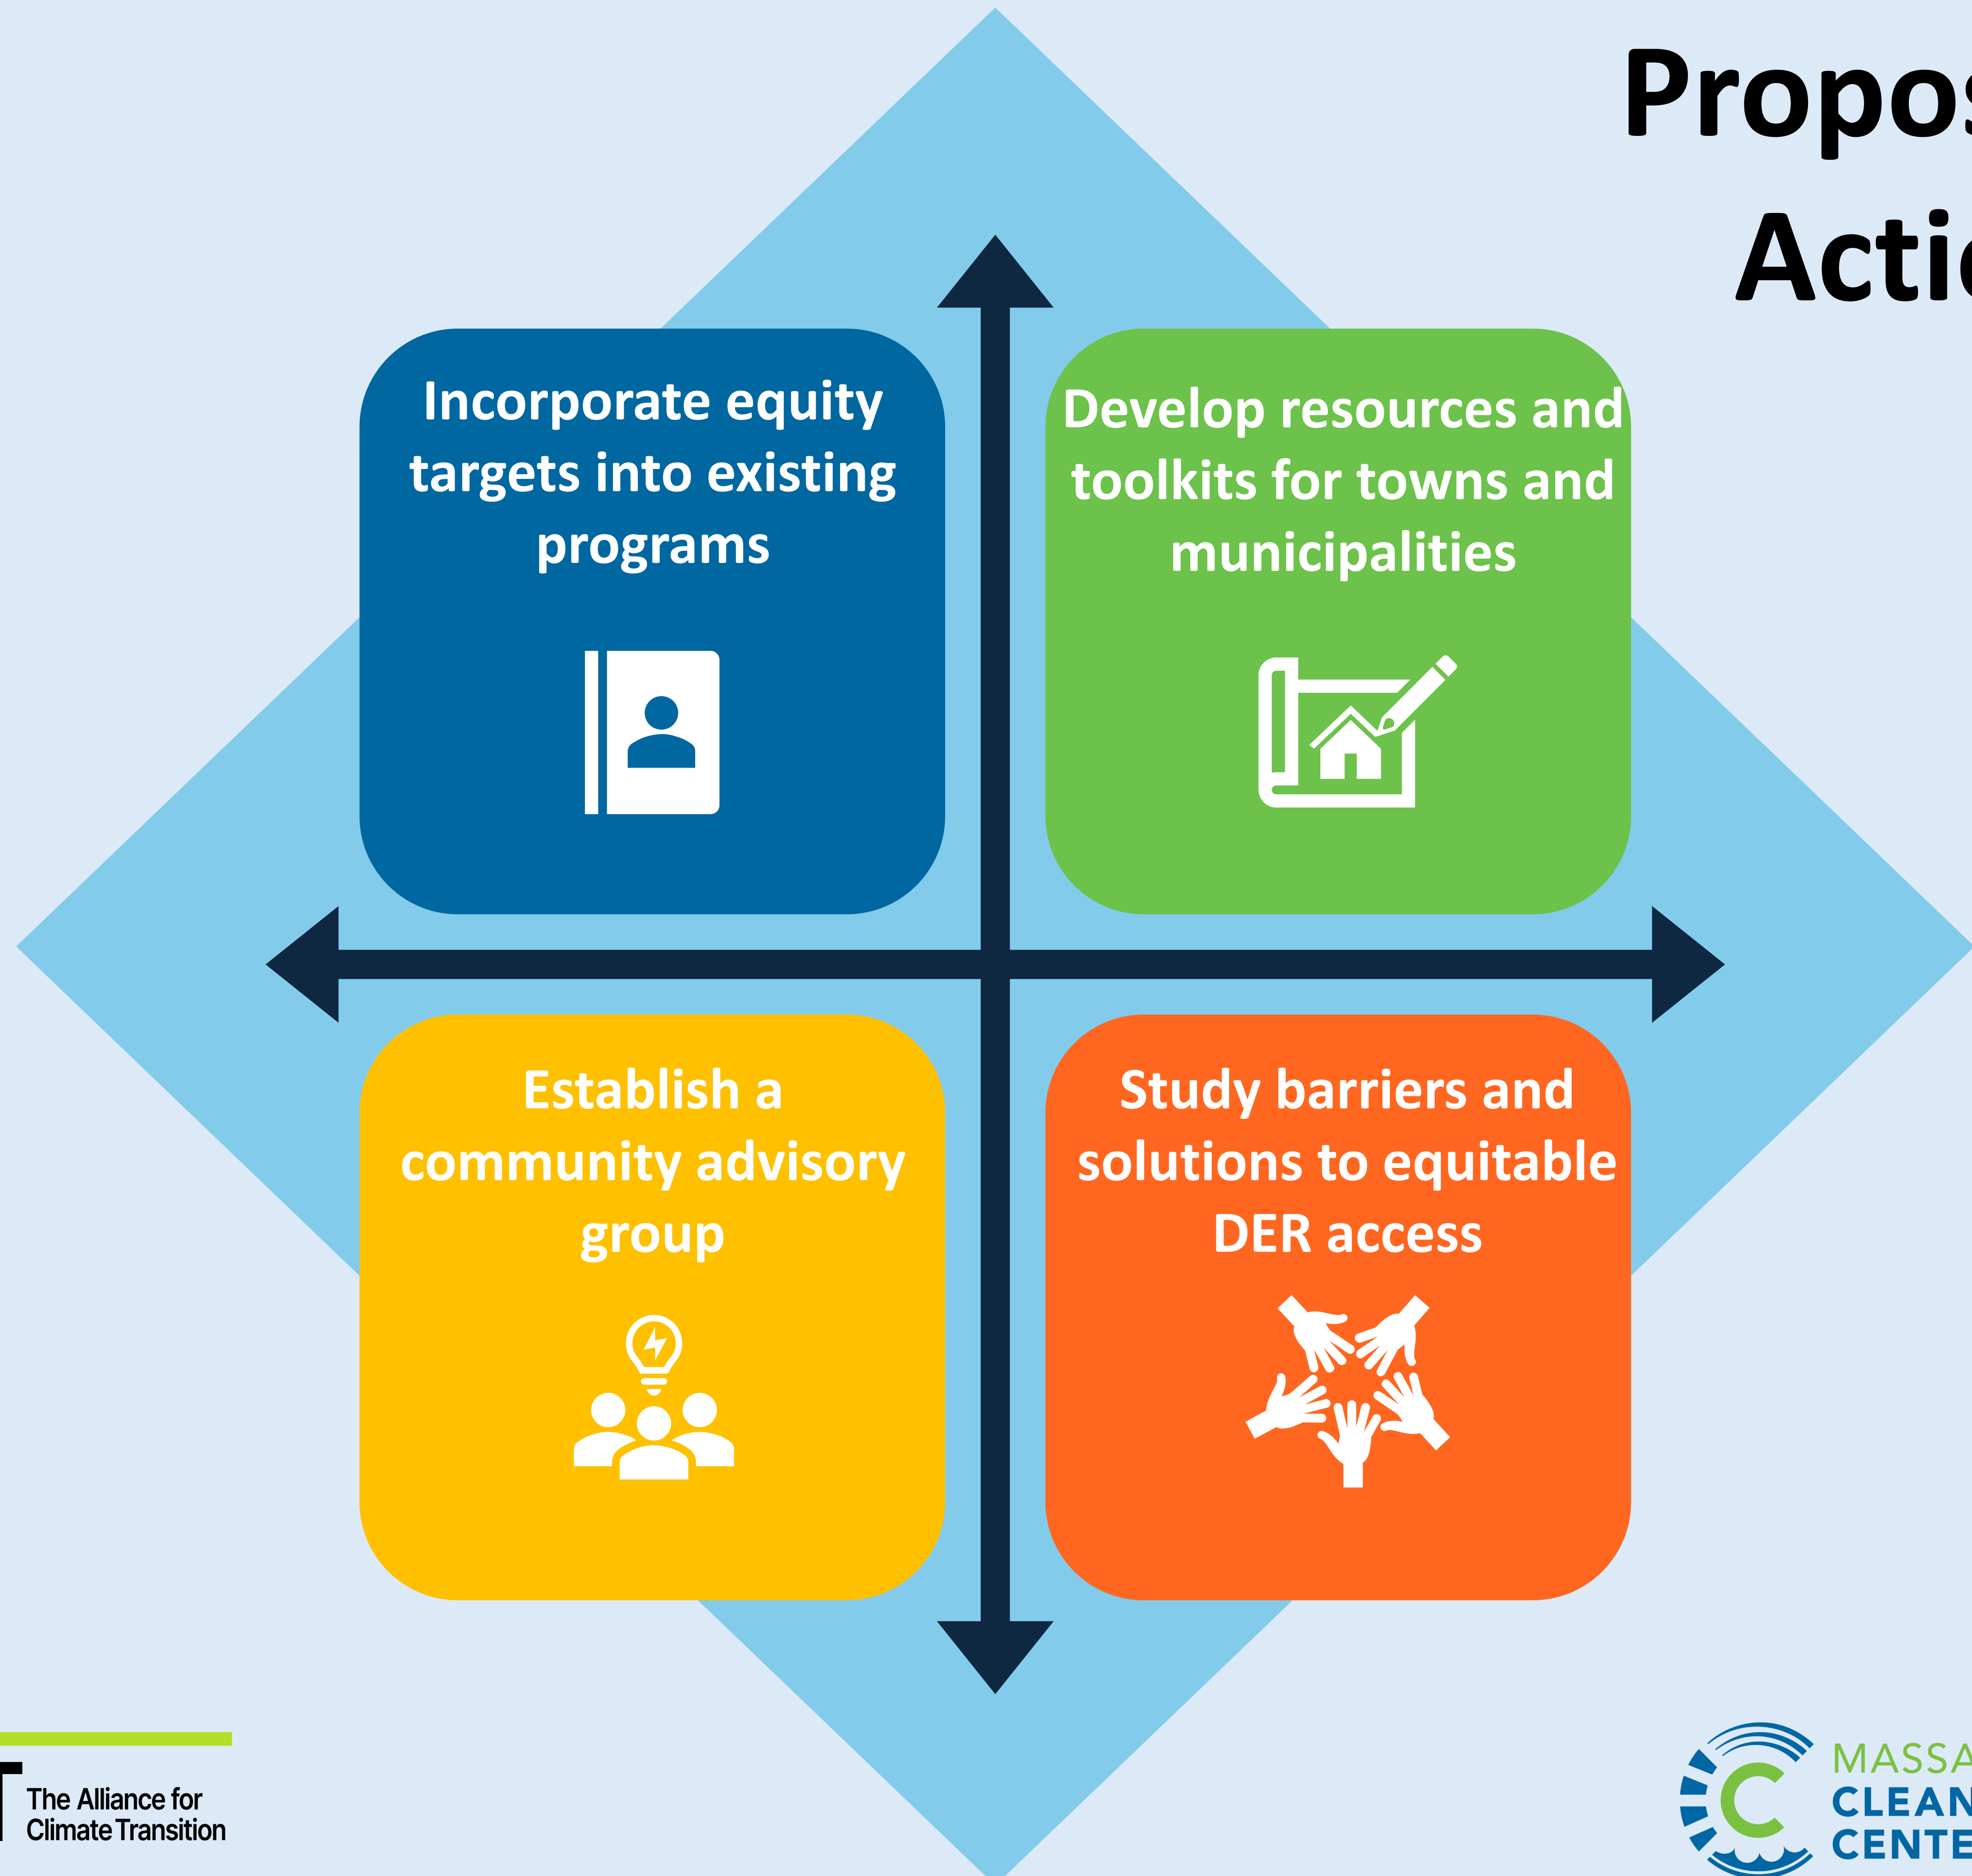 Propos
Actio
Incorporate equity
targets into existing
programs
Develop resources and
toolkits for towns and
municipalities
Establish a
community advisory
group
Study barriers and
solutions to equitable
DER access
The Alliance for
Climate Transition
MASSA
CLEAN
CENTE